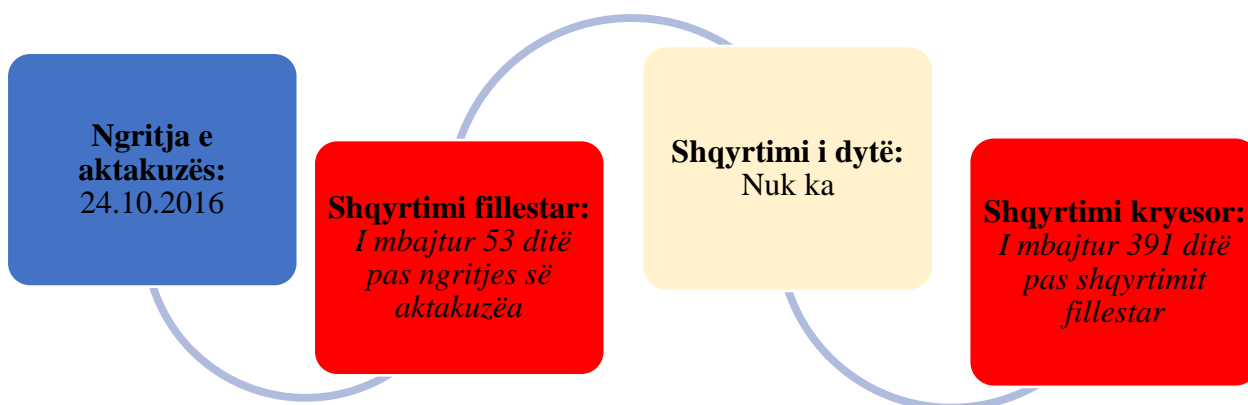 Ngritja e
aktakuzës:
24.10.2016
Shqyrtimi fillestar:
I mbajtur 53 ditë
pas ngritjes së
aktakuzëa
Shqyrtimi i dytë:
Nuk ka
Shqyrtimi kryesor:
I mbajtur 391 ditë
pas shqyrtimit
fillestar